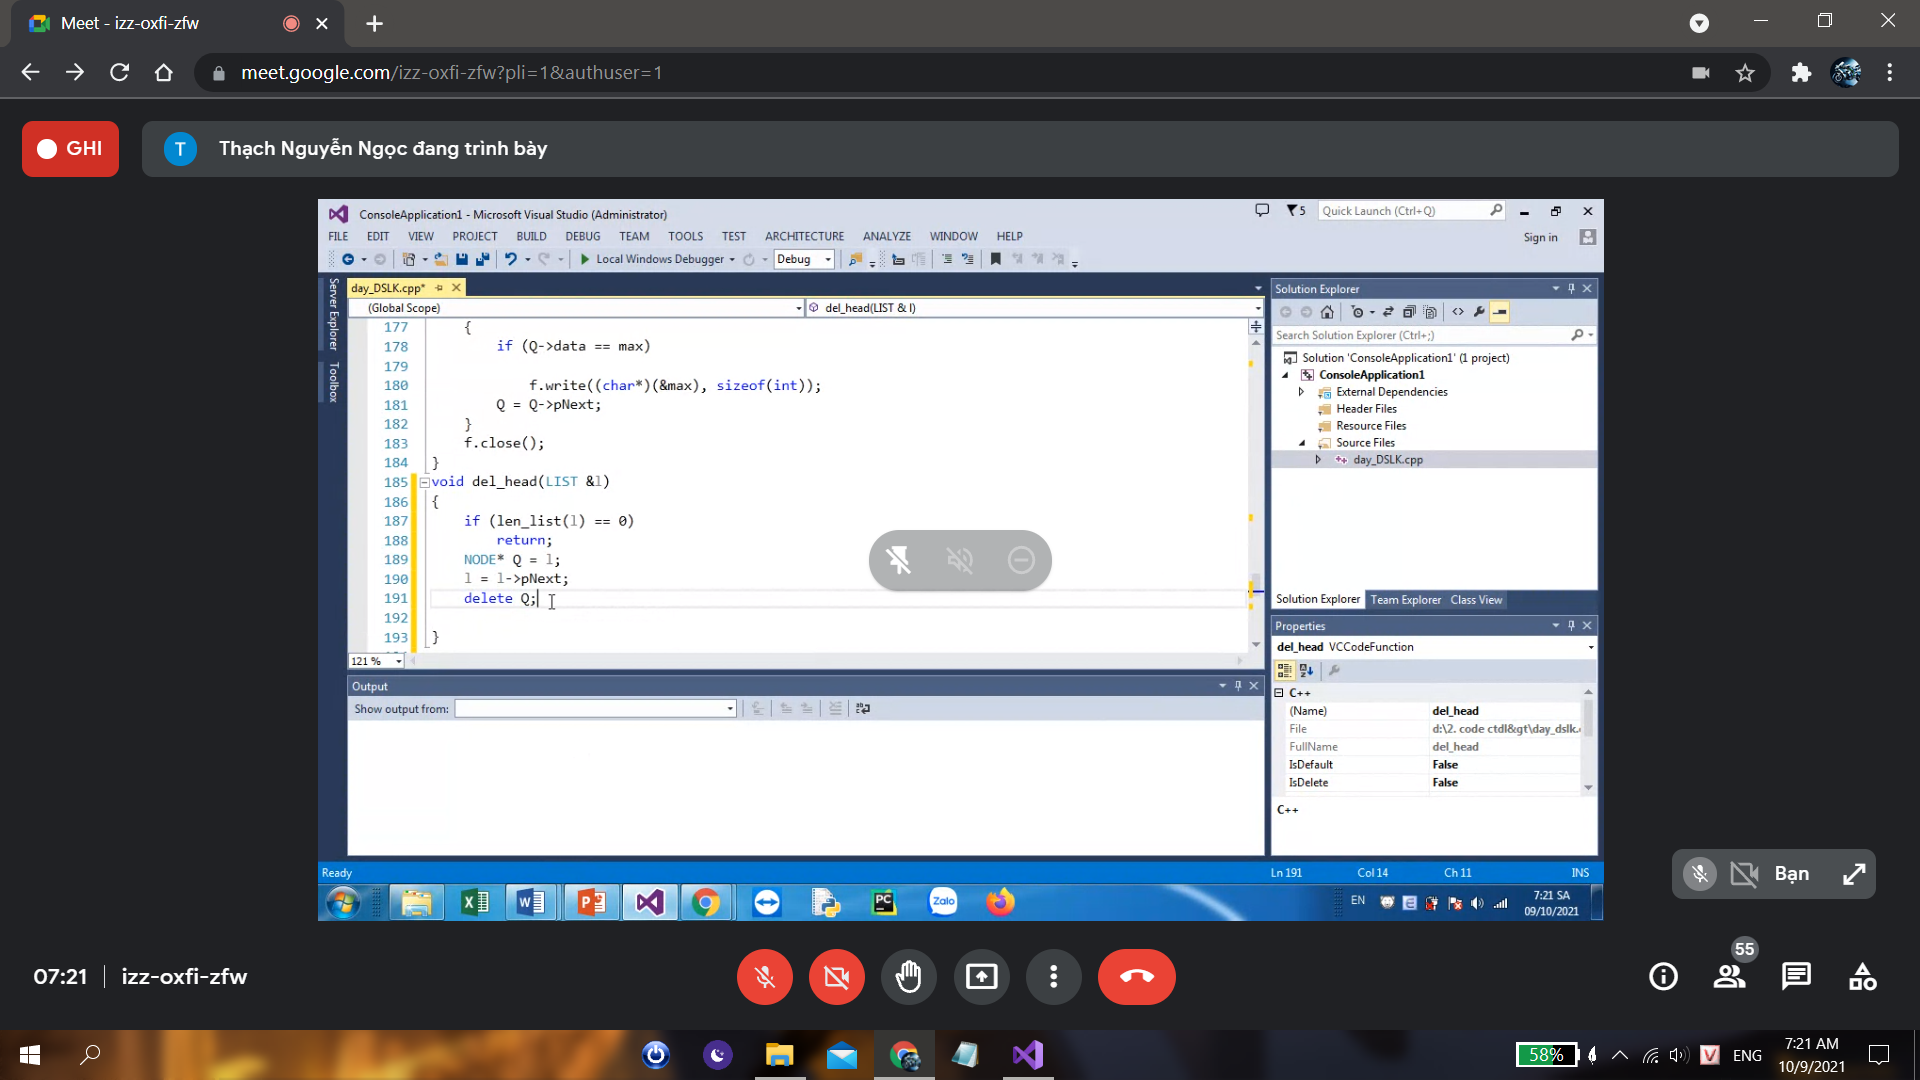 Meet - izz-oxfi-zfw
meet.google.com/izz-oxfi-zfw?pli=1&authuser=1
GHI
T
Thạch Nguyễn Ngọc đang trình bày
ConsoleApplication1 - Microsoft Visual Studio (Administrator)
5
Quick Launch (Ctrl+Q)
FILE EDIT VIEW PROJECT BUILD DEBUG TEAM TOOLS TEST ARCHITECTURE ANALYZE WINDOW HELP
Sign in
Local Windows Debugger
Debug
Server Explorer
Toolbox
day_DSLK.cpp*
(Global Scope)
del_head(LIST & l)
177 {
178 if (Q->data == max)
179
180 f.write((char*)(&max), sizeof(int));
181 Q = Q->pNext;
182 }
183 f.close();
184 }
185 void del_head(LIST &l)
186 {
187 if (len_list(l) == 0)
188 return;
189 NODE* Q = l;
190 l = l->pNext;
191 delete Q;
192
193 }
121 %
Output
Show output from:
Solution Explorer
Search Solution Explorer (Ctrl+;)
Solution 'ConsoleApplication1' (1 project)
ConsoleApplication1
External Dependencies
Header Files
Resource Files
Source Files
day_DSLK.cpp
Solution Explorer Team Explorer Class View
Properties
del_head VCCodeFunction
C++
(Name) del_head
File d:\2. code ctdl&gt\day_dslk.
FullName del_head
IsDefault False
IsDelete False
C++
Ready
Ln 191 Col 14 Ch 11 INS
Zalo
PC
EN
7:21 SA
09/10/2021
Bạn
07:21
izz-oxfi-zfw
55
58%
ENG
7:21 AM
10/9/2021